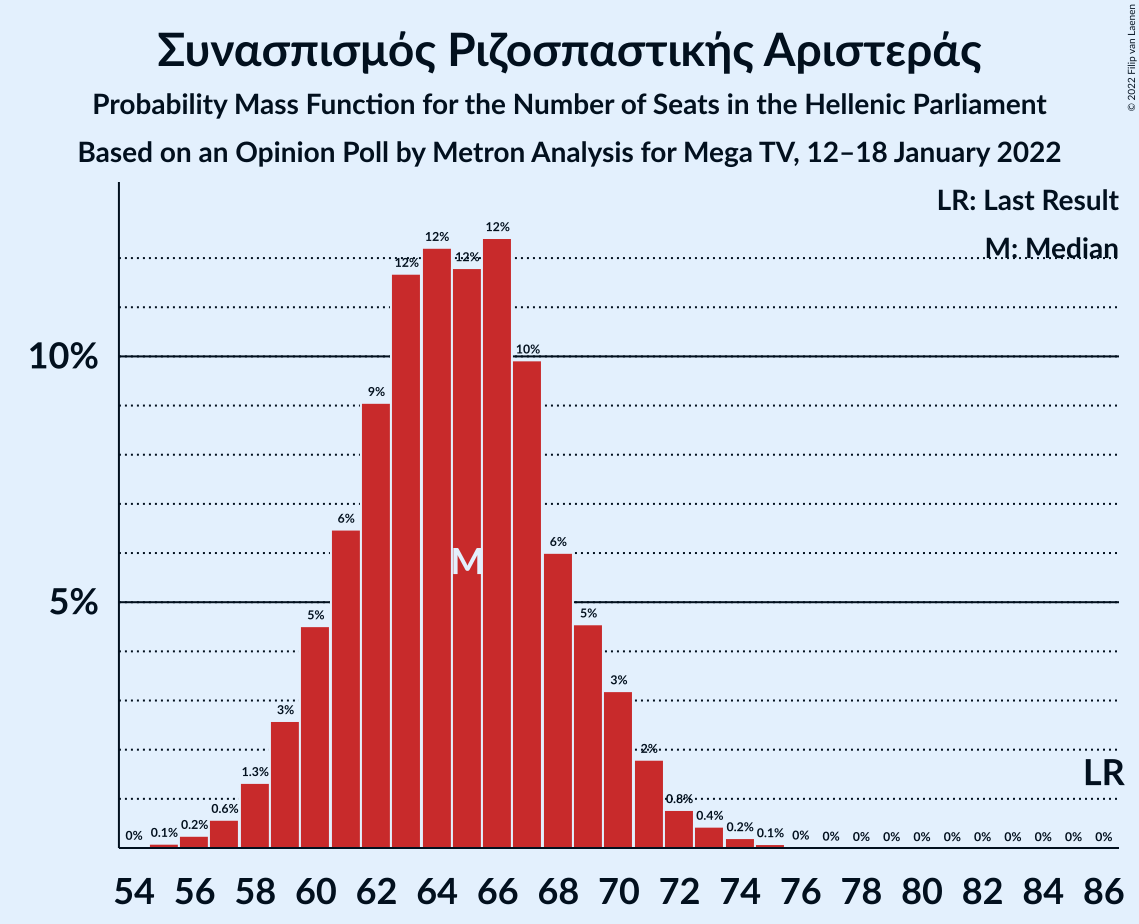 Συνασπισμός Ριζοσπαστικής Αριστεράς
Probability Mass Function for the Number of Seats in the Hellenic Parliament
Based on an Opinion Poll by Metron Analysis for Mega TV, 12–18 January 2022
© 2022 Filip van Laenen
LR: Last Result
M: Median
10%
5%
0% 0.1% 0.2% 0.6% 1.3% 3% 5% 6% 9% 12% 12% 12% 12% 10% 6% 5% 3% 2% 0.8% 0.4% 0.2% 0.1% 0% 0% 0% 0% 0% 0% 0% 0% 0% 0% 0%
M
LR
54 56 58 60 62 64 66 68 70 72 74 76 78 80 82 84 86